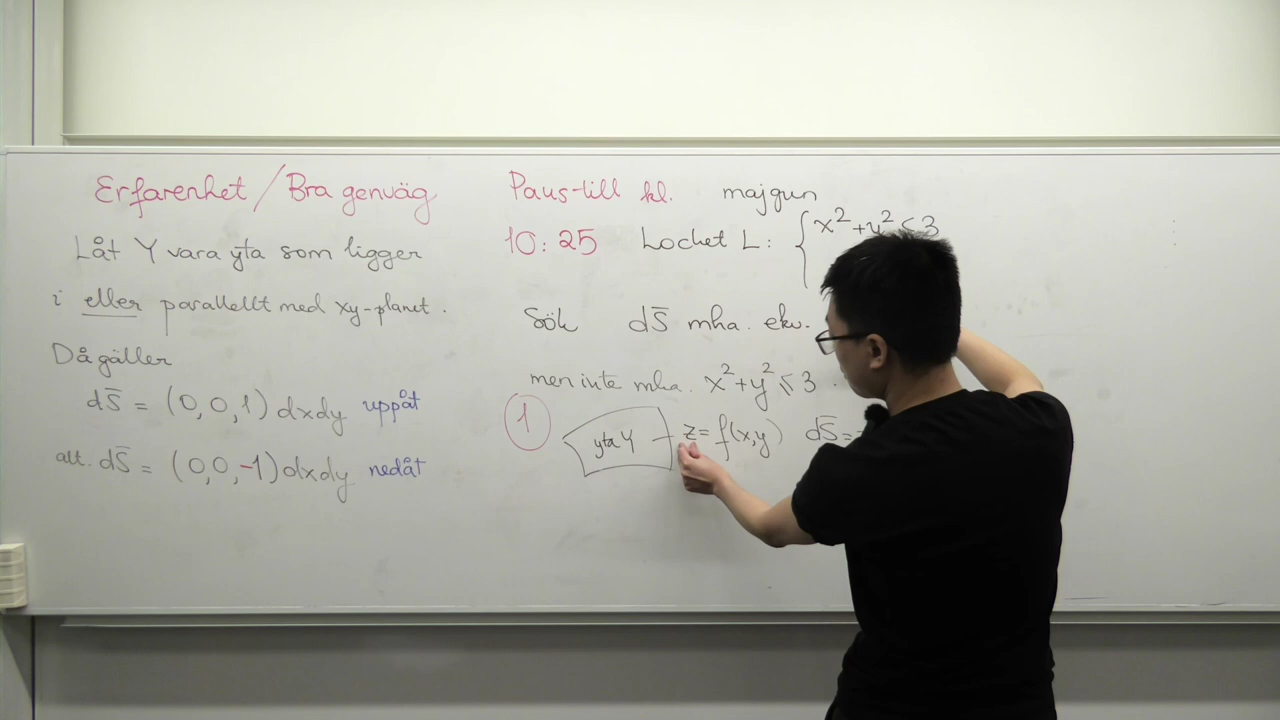 Erfarenhet / Bra genväg
Låt Y vara yta som ligger
i eller parallellt med xy-planet.
Då gäller
dS̅ = (0,0,1) dxdy uppåt
alt. dS̅ = (0,0,-1) dxdy nedåt
Paus till kl.
10:25
Locket L: { x²+y² ≤ 3
Sök dS̅ mha. ekv.
men inte mha. x²+y² ≤ 3.
1
yta Y
z = f(x,y) dS̅ =